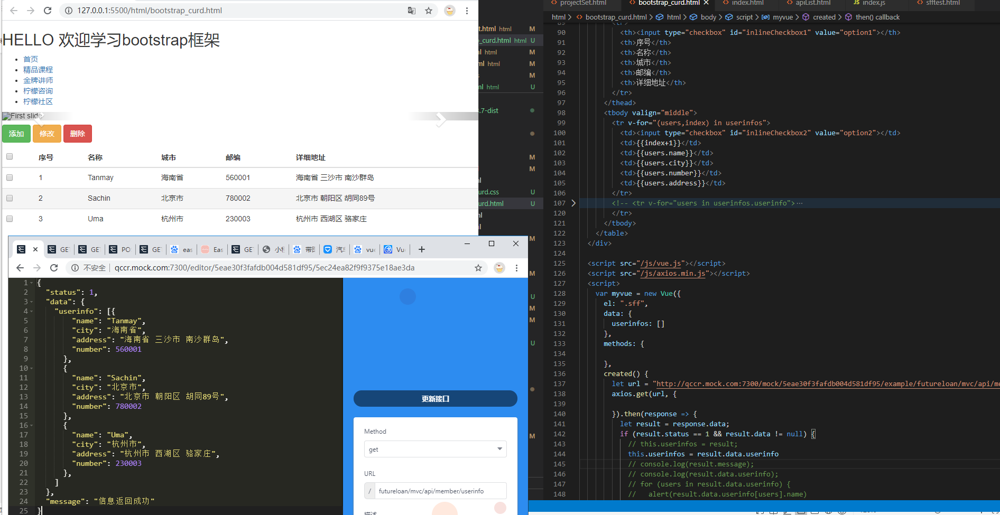 127.0.0.1:5500/html/bootstrap_curd.html
HELLO 欢迎学习bootstrap框架
首页
精品课程
金牌讲师
柠檬咨询
柠檬社区
First slide
添加 修改 删除
序号 名称 城市 邮编 详细地址
1 Tanmay 海南省 560001 海南省 三沙市 南沙群岛
2 Sachin 北京市 780002 北京市 朝阳区 胡同89号
3 Uma 杭州市 230003 杭州市 西湖区 骆家庄
GE GE PO GE eas Eas GE 小程 带图 汽车 vue Vu
不安全 qccr.mock.com:7300/editor/5eae30f3fafdb004d581df95/5ec24ea82f9f9375e18ae3da
1 {
2 "status": 1,
3 "data": {
4 "userinfo": [{
5 "name": "Tanmay",
6 "city": "海南省",
7 "address": "海南省 三沙市 南沙群岛",
8 "number": 560001
9 },
10 {
11 "name": "Sachin",
12 "city": "北京市",
13 "address": "北京市 朝阳区 胡同89号",
14 "number": 780002
15 },
16 {
17 "name": "Uma",
18 "city": "杭州市",
19 "address": "杭州市 西湖区 骆家庄",
20 "number": 230003
21 },
22 ]
23 },
24 "message": "信息返回成功"
25 }
更新接口
Method
get
URL
/ futureloan/mvc/api/member/userinfo
描述
t.html html M
_curd.html html U
l html M
ml html M
M
nl html U
.7-dist
M
M
nl
urd.css U
urd.html U
nl
l
M
M
U
M
M
U
M
projectSet.html bootstrap_curd.html index.html apiList.html JS index.js sfftest.html
html > bootstrap_curd.html > html > body > script > myvue > created > then() callback
89 <tr>
90 <th><input type="checkbox" id="inlineCheckbox1" value="option1"></th>
91 <th>序号</th>
92 <th>名称</th>
93 <th>城市</th>
94 <th>邮编</th>
95 <th>详细地址</th>
96 </tr>
97 </thead>
98 <tbody valign="middle">
99 <tr v-for="(users,index) in userinfos">
100 <td><input type="checkbox" id="inlineCheckbox2" value="option2"></td>
101 <td>{{index+1}}</td>
102 <td>{{users.name}}</td>
103 <td>{{users.city}}</td>
104 <td>{{users.number}}</td>
105 <td>{{users.address}}</td>
106 </tr>
107 <!-- <tr v-for="users in userinfos.userinfo">…
120 </tr>
121 </tbody>
122 </table>
123 </div>
124
125 <script src="/js/vue.js"></script>
126 <script src="/js/axios.min.js"></script>
127 <script>
128 var myvue = new Vue({
129 el: ".sff",
130 data: {
131 userinfos: []
132 },
133 methods: {
134
135 },
136 created() {
137 let url = "http://qccr.mock.com:7300/mock/5eae30f3fafdb004d581df95/example/futureloan/mvc/api/me
138 axios.get(url, {
139
140 }).then(response => {
141 let result = response.data;
142 if (result.status == 1 && result.data != null) {
143 // this.userinfos = result;
144 this.userinfos = result.data.userinfo
145 // console.log(result.message);
146 // console.log(result.data.userinfo);
147 // for (users in result.data.userinfo) {
148 // alert(result.data.userinfo[users].name)